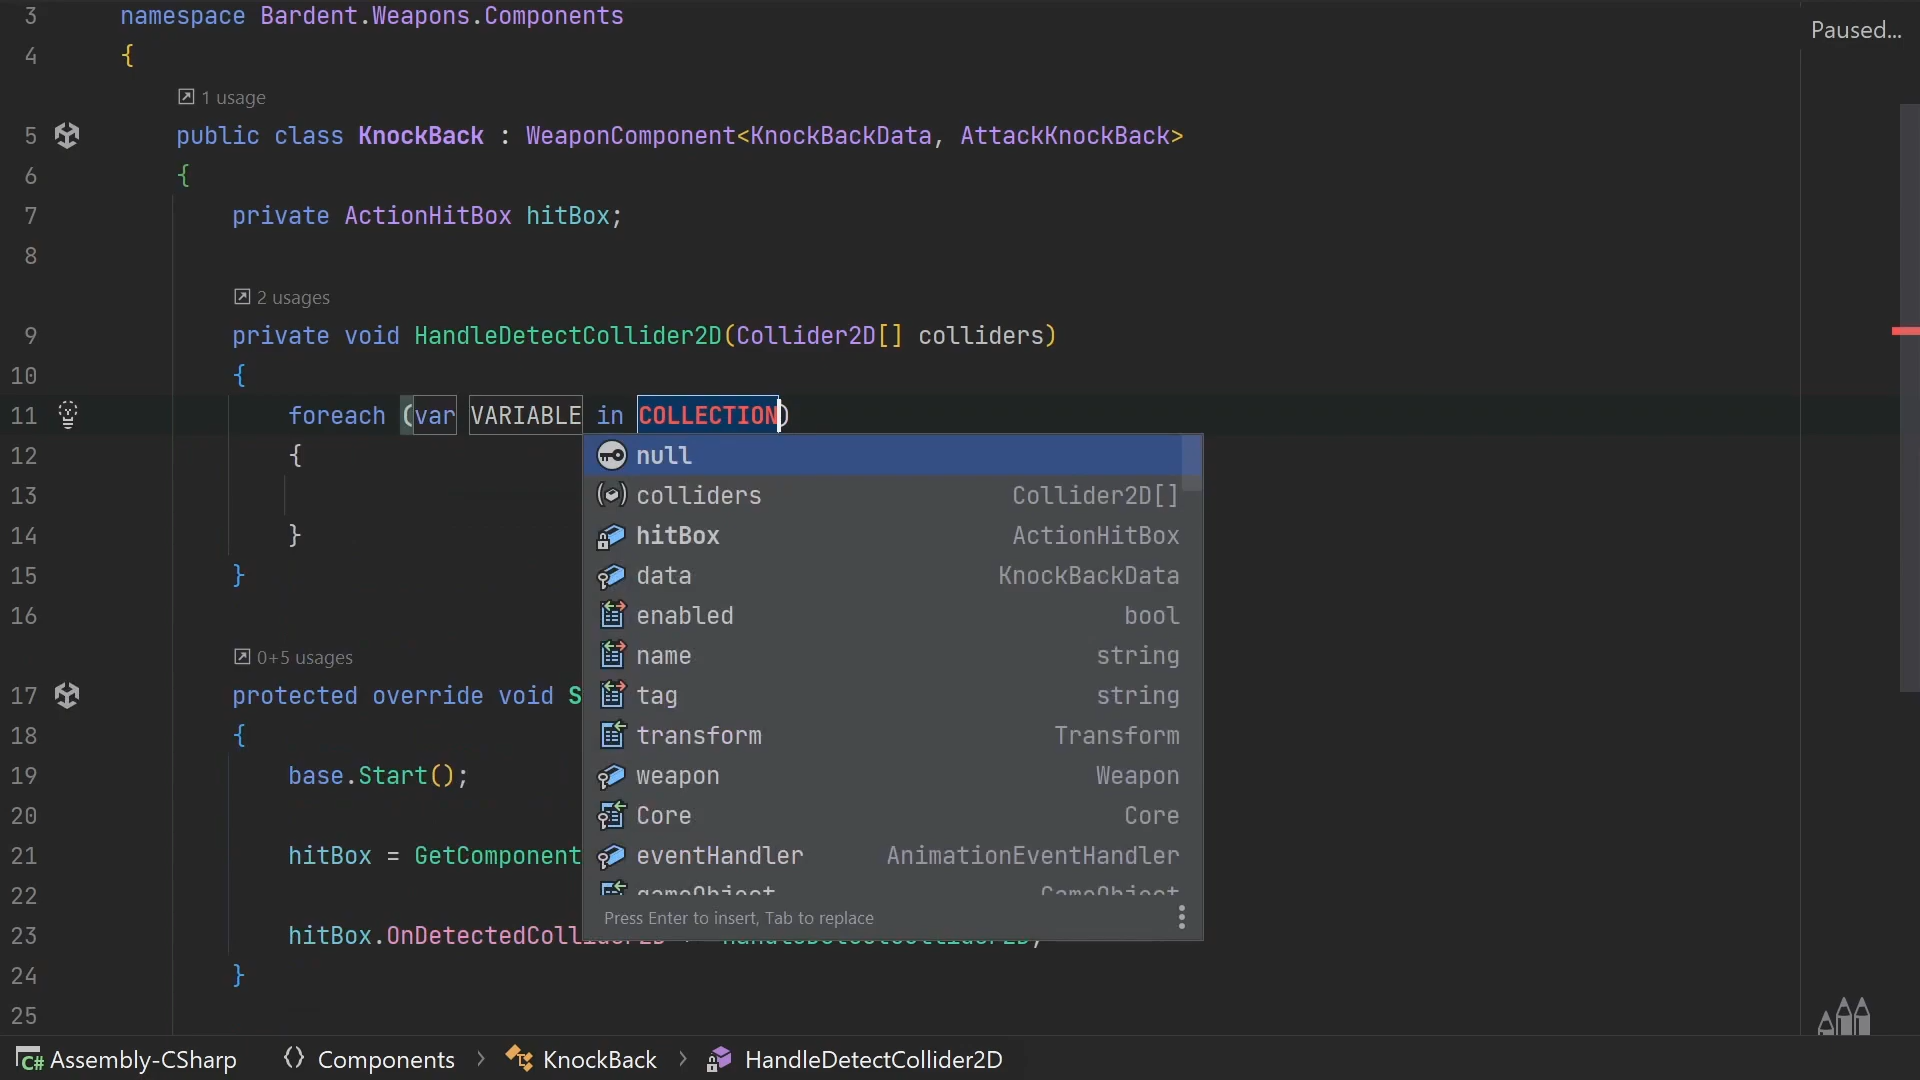 3 namespace Bardent.Weapons.Components
Paused...
4 {
1 usage
5 public class KnockBack : WeaponComponent<KnockBackData, AttackKnockBack>
6 {
7 private ActionHitBox hitBox;
8
2 usages
9 private void HandleDetectCollider2D(Collider2D[] colliders)
10 {
11 foreach (var VARIABLE in COLLECTION)
12 {
null
13 colliders Collider2D[]
14 } hitBox ActionHitBox
15 } data KnockBackData
16 enabled bool
0+5 usages name string
17 protected override void S tag string
18 { transform Transform
19 base.Start(); weapon Weapon
20 Core Core
21 hitBox = GetComponent eventHandler AnimationEventHandler
22 gameObject GameObject
Press Enter to insert, Tab to replace
23 hitBox.OnDetectedCollider2D HandleDetectCollider2D;
24 }
25
Assembly-CSharp Components KnockBack HandleDetectCollider2D